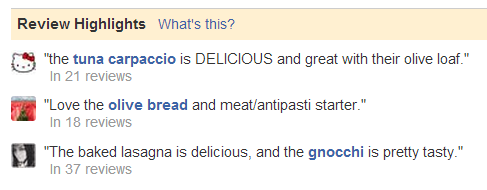 Review Highlights What's this?
"the tuna carpaccio is DELICIOUS and great with their olive loaf."
In 21 reviews
"Love the olive bread and meat/antipasti starter."
In 18 reviews
"The baked lasagna is delicious, and the gnocchi is pretty tasty."
In 37 reviews